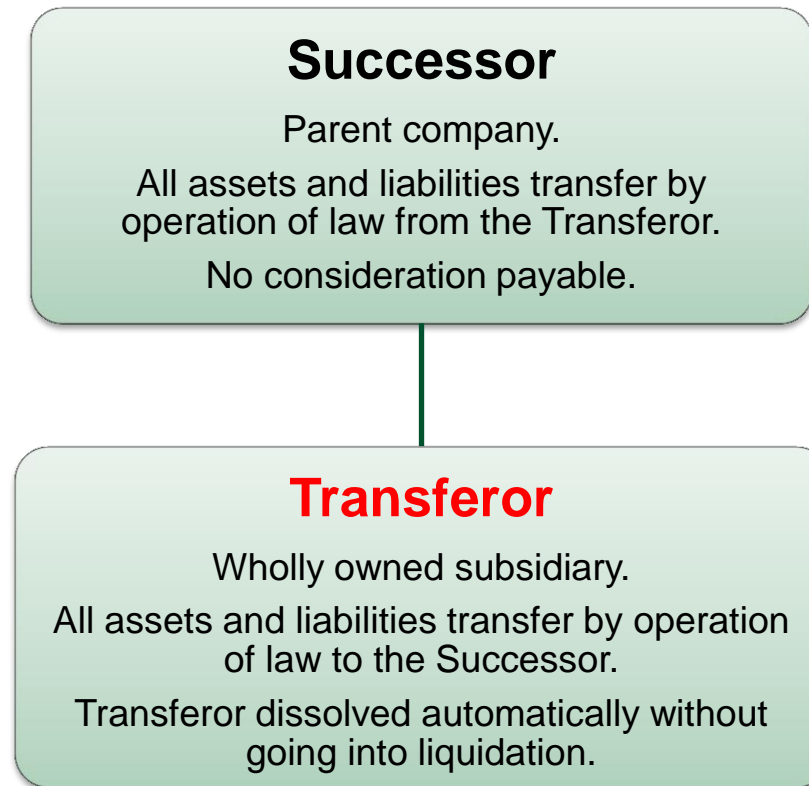 Successor
Parent company.
All assets and liabilities transfer by
operation of law from the Transferor.
No consideration payable.
Transferor
Wholly owned subsidiary.
All assets and liabilities transfer by operation
of law to the Successor.
Transferor dissolved automatically without
going into liquidation.